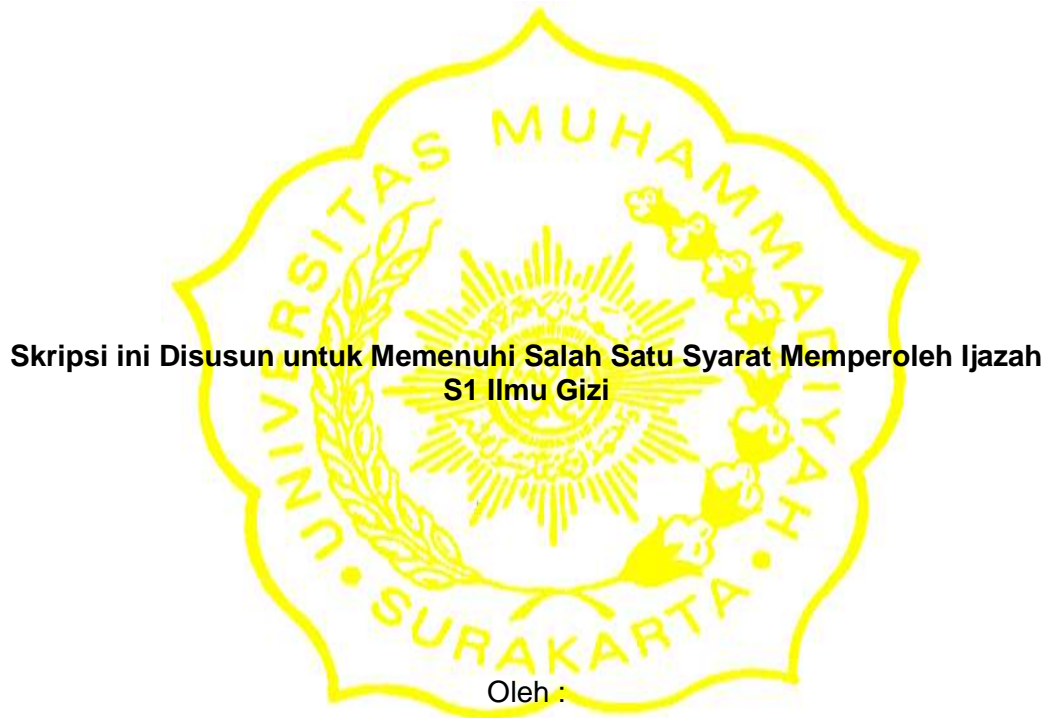 UNIVERSITAS MUHAMMADIYAH
• SURAKARTA •
Skripsi ini Disusun untuk Memenuhi Salah Satu Syarat Memperoleh Ijazah
S1 Ilmu Gizi
Oleh :